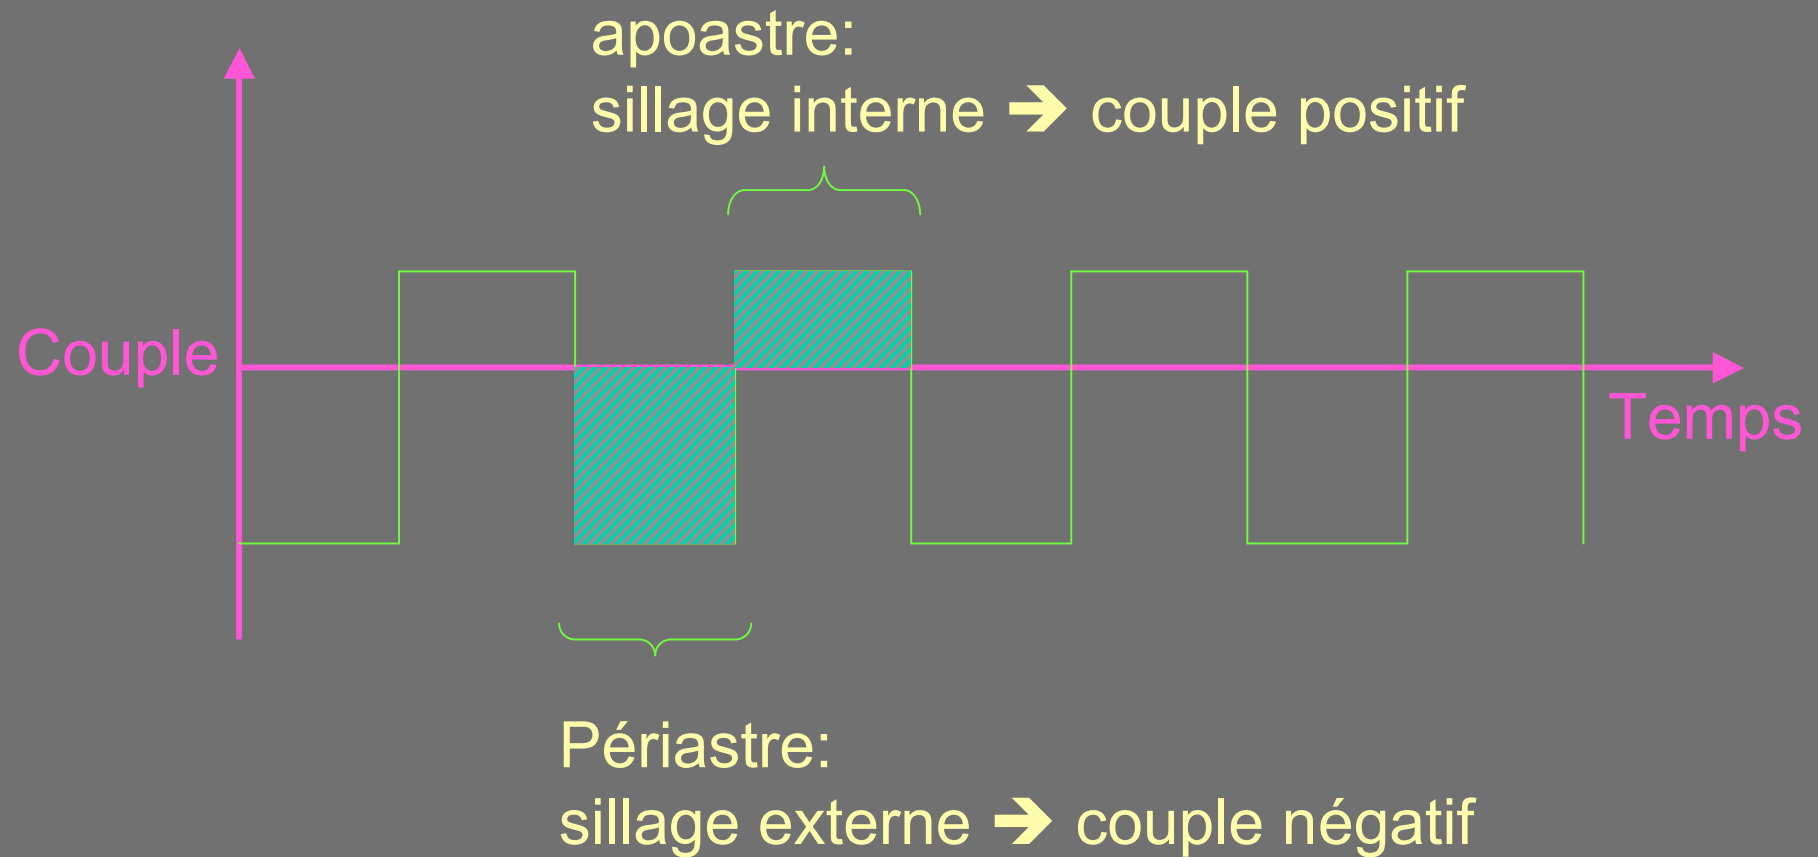 apoastre:
sillage interne ➔ couple positif
Couple
Temps
Périastre:
sillage externe ➔ couple négatif